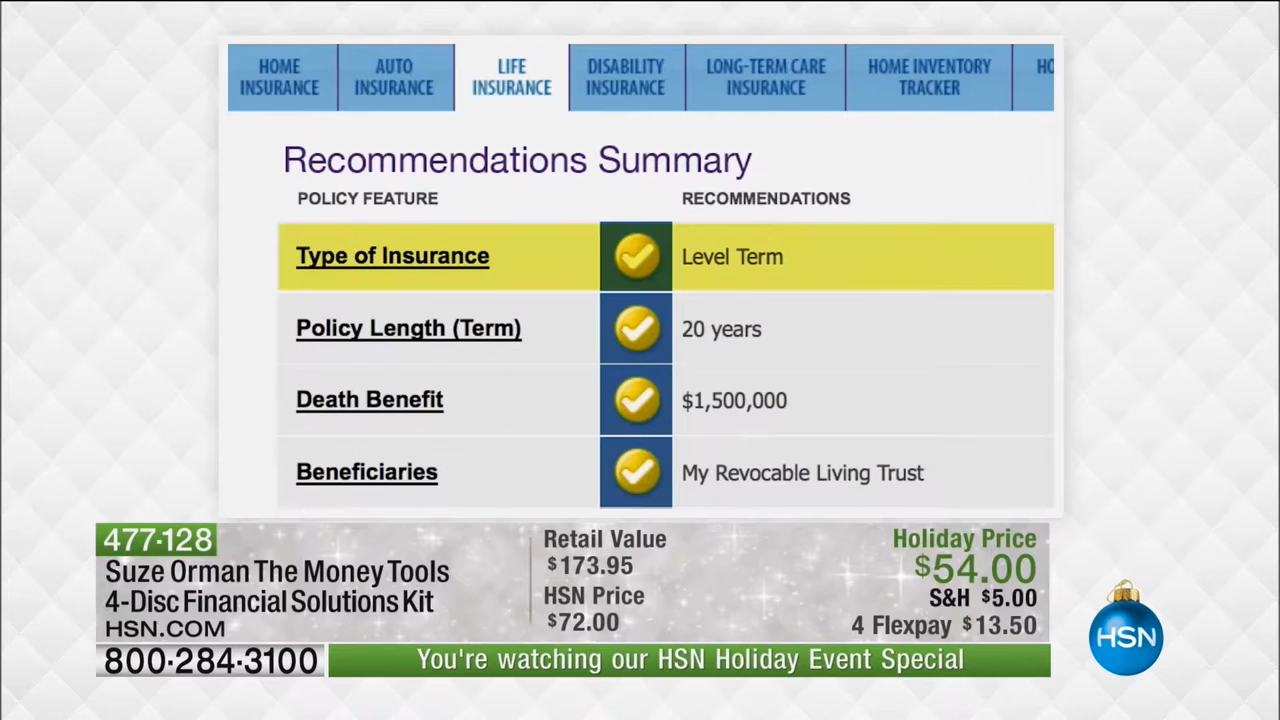 HOME
INSURANCE
AUTO
INSURANCE
LIFE
INSURANCE
DISABILITY
INSURANCE
LONG-TERM CARE
INSURANCE
HOME INVENTORY
TRACKER
HO
Recommendations Summary
POLICY FEATURE RECOMMENDATIONS
Type of Insurance Level Term
Policy Length (Term) 20 years
Death Benefit $1,500,000
Beneficiaries My Revocable Living Trust
477-128
Suze Orman The Money Tools
4-Disc Financial Solutions Kit
HSN.COM
800-284-3100
Retail Value
$173.95
HSN Price
$72.00
Holiday Price
$54.00
S&H $5.00
4 Flexpay $13.50
You're watching our HSN Holiday Event Special
HSN